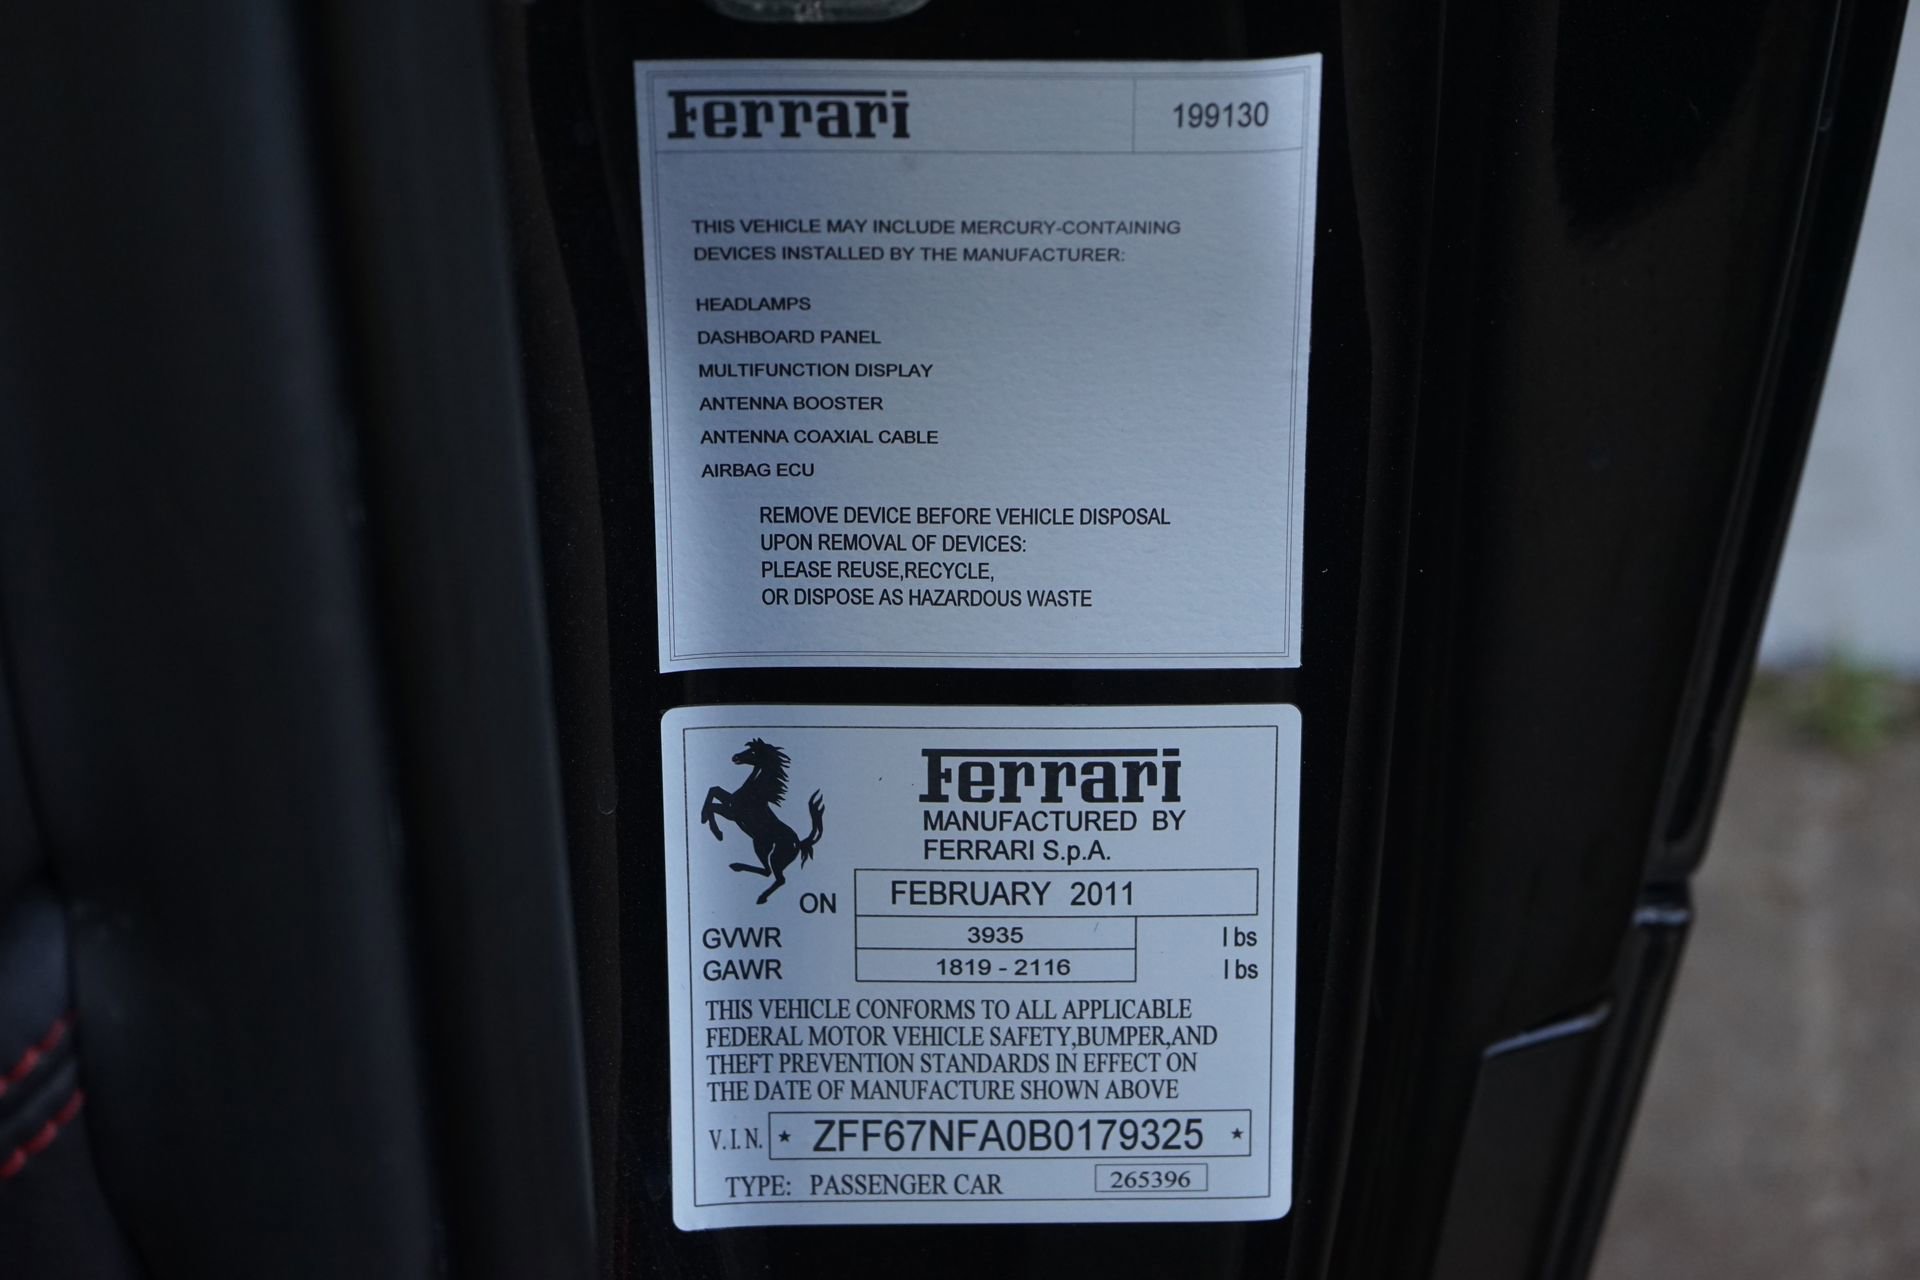 Ferrari 199130
THIS VEHICLE MAY INCLUDE MERCURY-CONTAINING
DEVICES INSTALLED BY THE MANUFACTURER:
HEADLAMPS
DASHBOARD PANEL
MULTIFUNCTION DISPLAY
ANTENNA BOOSTER
ANTENNA COAXIAL CABLE
AIRBAG ECU
REMOVE DEVICE BEFORE VEHICLE DISPOSAL
UPON REMOVAL OF DEVICES:
PLEASE REUSE,RECYCLE,
OR DISPOSE AS HAZARDOUS WASTE
Ferrari
MANUFACTURED BY
FERRARI S.p.A.
ON FEBRUARY 2011
GVWR 3935 lbs
GAWR 1819 - 2116 lbs
THIS VEHICLE CONFORMS TO ALL APPLICABLE
FEDERAL MOTOR VEHICLE SAFETY,BUMPER,AND
THEFT PREVENTION STANDARDS IN EFFECT ON
THE DATE OF MANUFACTURE SHOWN ABOVE
V.I.N. * ZFF67NFA0B0179325 *
TYPE: PASSENGER CAR 265396